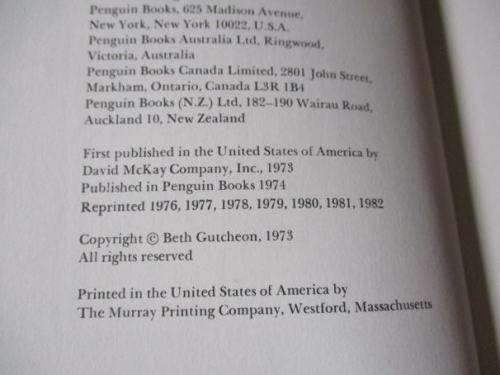 Penguin Books, 625 Madison Avenue,
New York, New York 10022, U.S.A.
Penguin Books Australia Ltd, Ringwood,
Victoria, Australia
Penguin Books Canada Limited, 2801 John Street,
Markham, Ontario, Canada L3R 1B4
Penguin Books (N.Z.) Ltd, 182–190 Wairau Road,
Auckland 10, New Zealand
First published in the United States of America by
David McKay Company, Inc., 1973
Published in Penguin Books 1974
Reprinted 1976, 1977, 1978, 1979, 1980, 1981, 1982
Copyright © Beth Gutcheon, 1973
All rights reserved
Printed in the United States of America by
The Murray Printing Company, Westford, Massachusetts